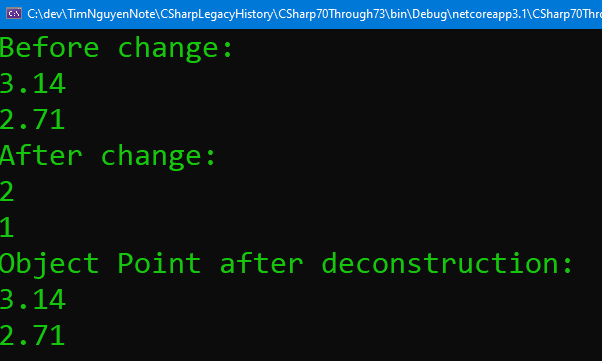 C:\dev\TimNguyenNote\CSharpLegacyHistory\CSharp70Through73\bin\Debug\netcoreapp3.1\CSharp70Thro
Before change:
3.14
2.71
After change:
2
1
Object Point after deconstruction:
3.14
2.71